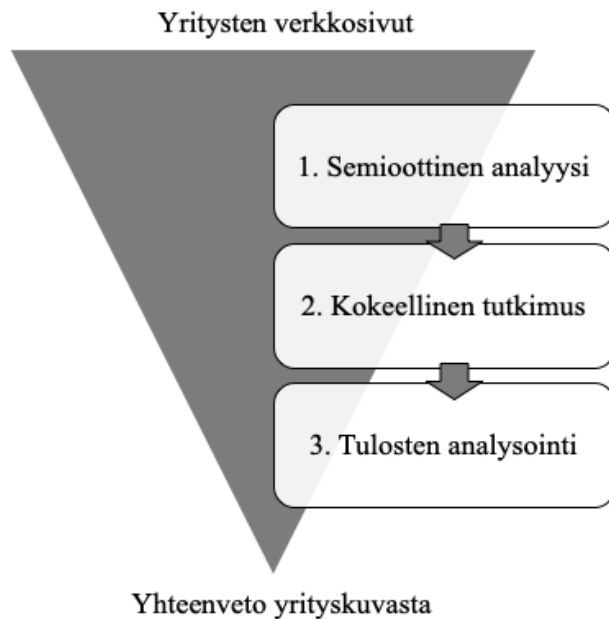 Yritysten verkkosivut
1. Semioottinen analyysi
2. Kokeellinen tutkimus
3. Tulosten analysointi
Yhteenveto yrityskuvasta